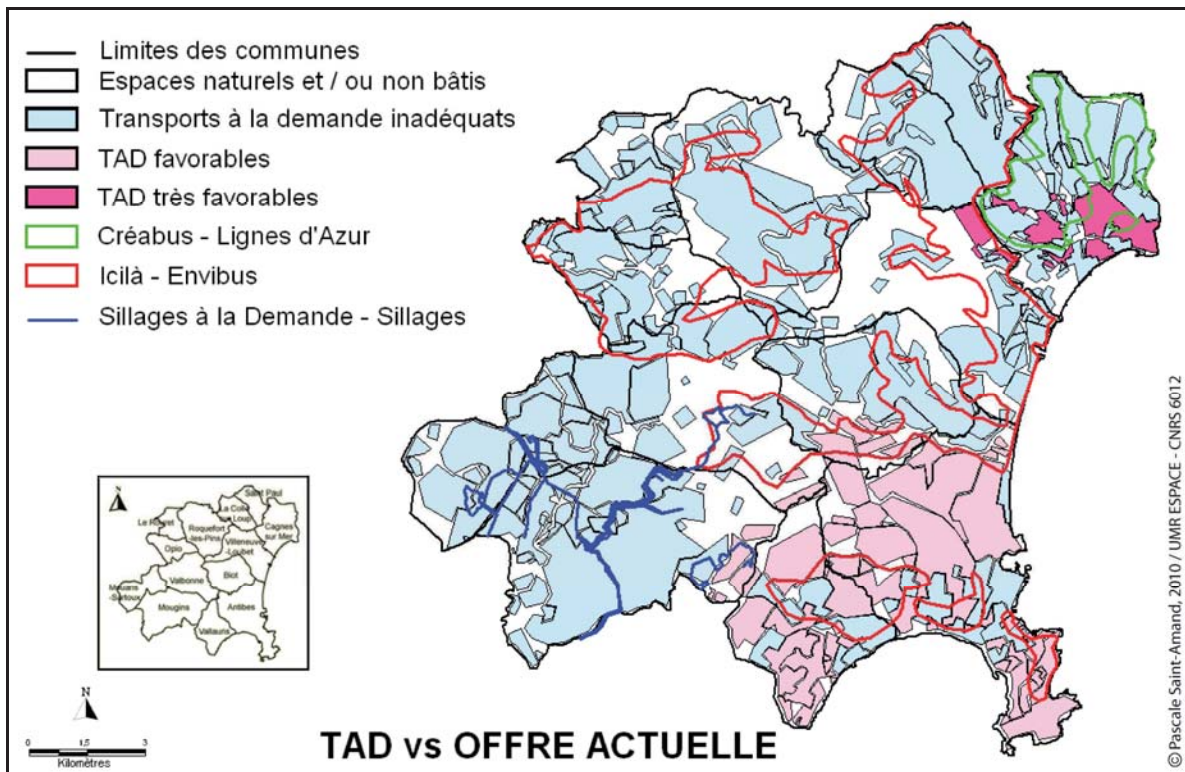 Limites des communes
Espaces naturels et / ou non bâtis
Transports à la demande inadéquats
TAD favorables
TAD très favorables
Créabus - Lignes d'Azur
Icilà - Envibus
Sillages à la Demande - Sillages
N
Saint Paul
La Colle
sur Loup
Le Rouret
Roquefort
-les-Pins
Cagnes
sur Mer
Villeneuve
-Loubet
Opio
Valbonne
Biot
Mouans
-Sartoux
Mougins
Antibes
Vallauris
N
0 1,5 3
Kilomètres
TAD vs OFFRE ACTUELLE
© Pascale Saint-Amand, 2010 / UMR ESPACE - CNRS 6012